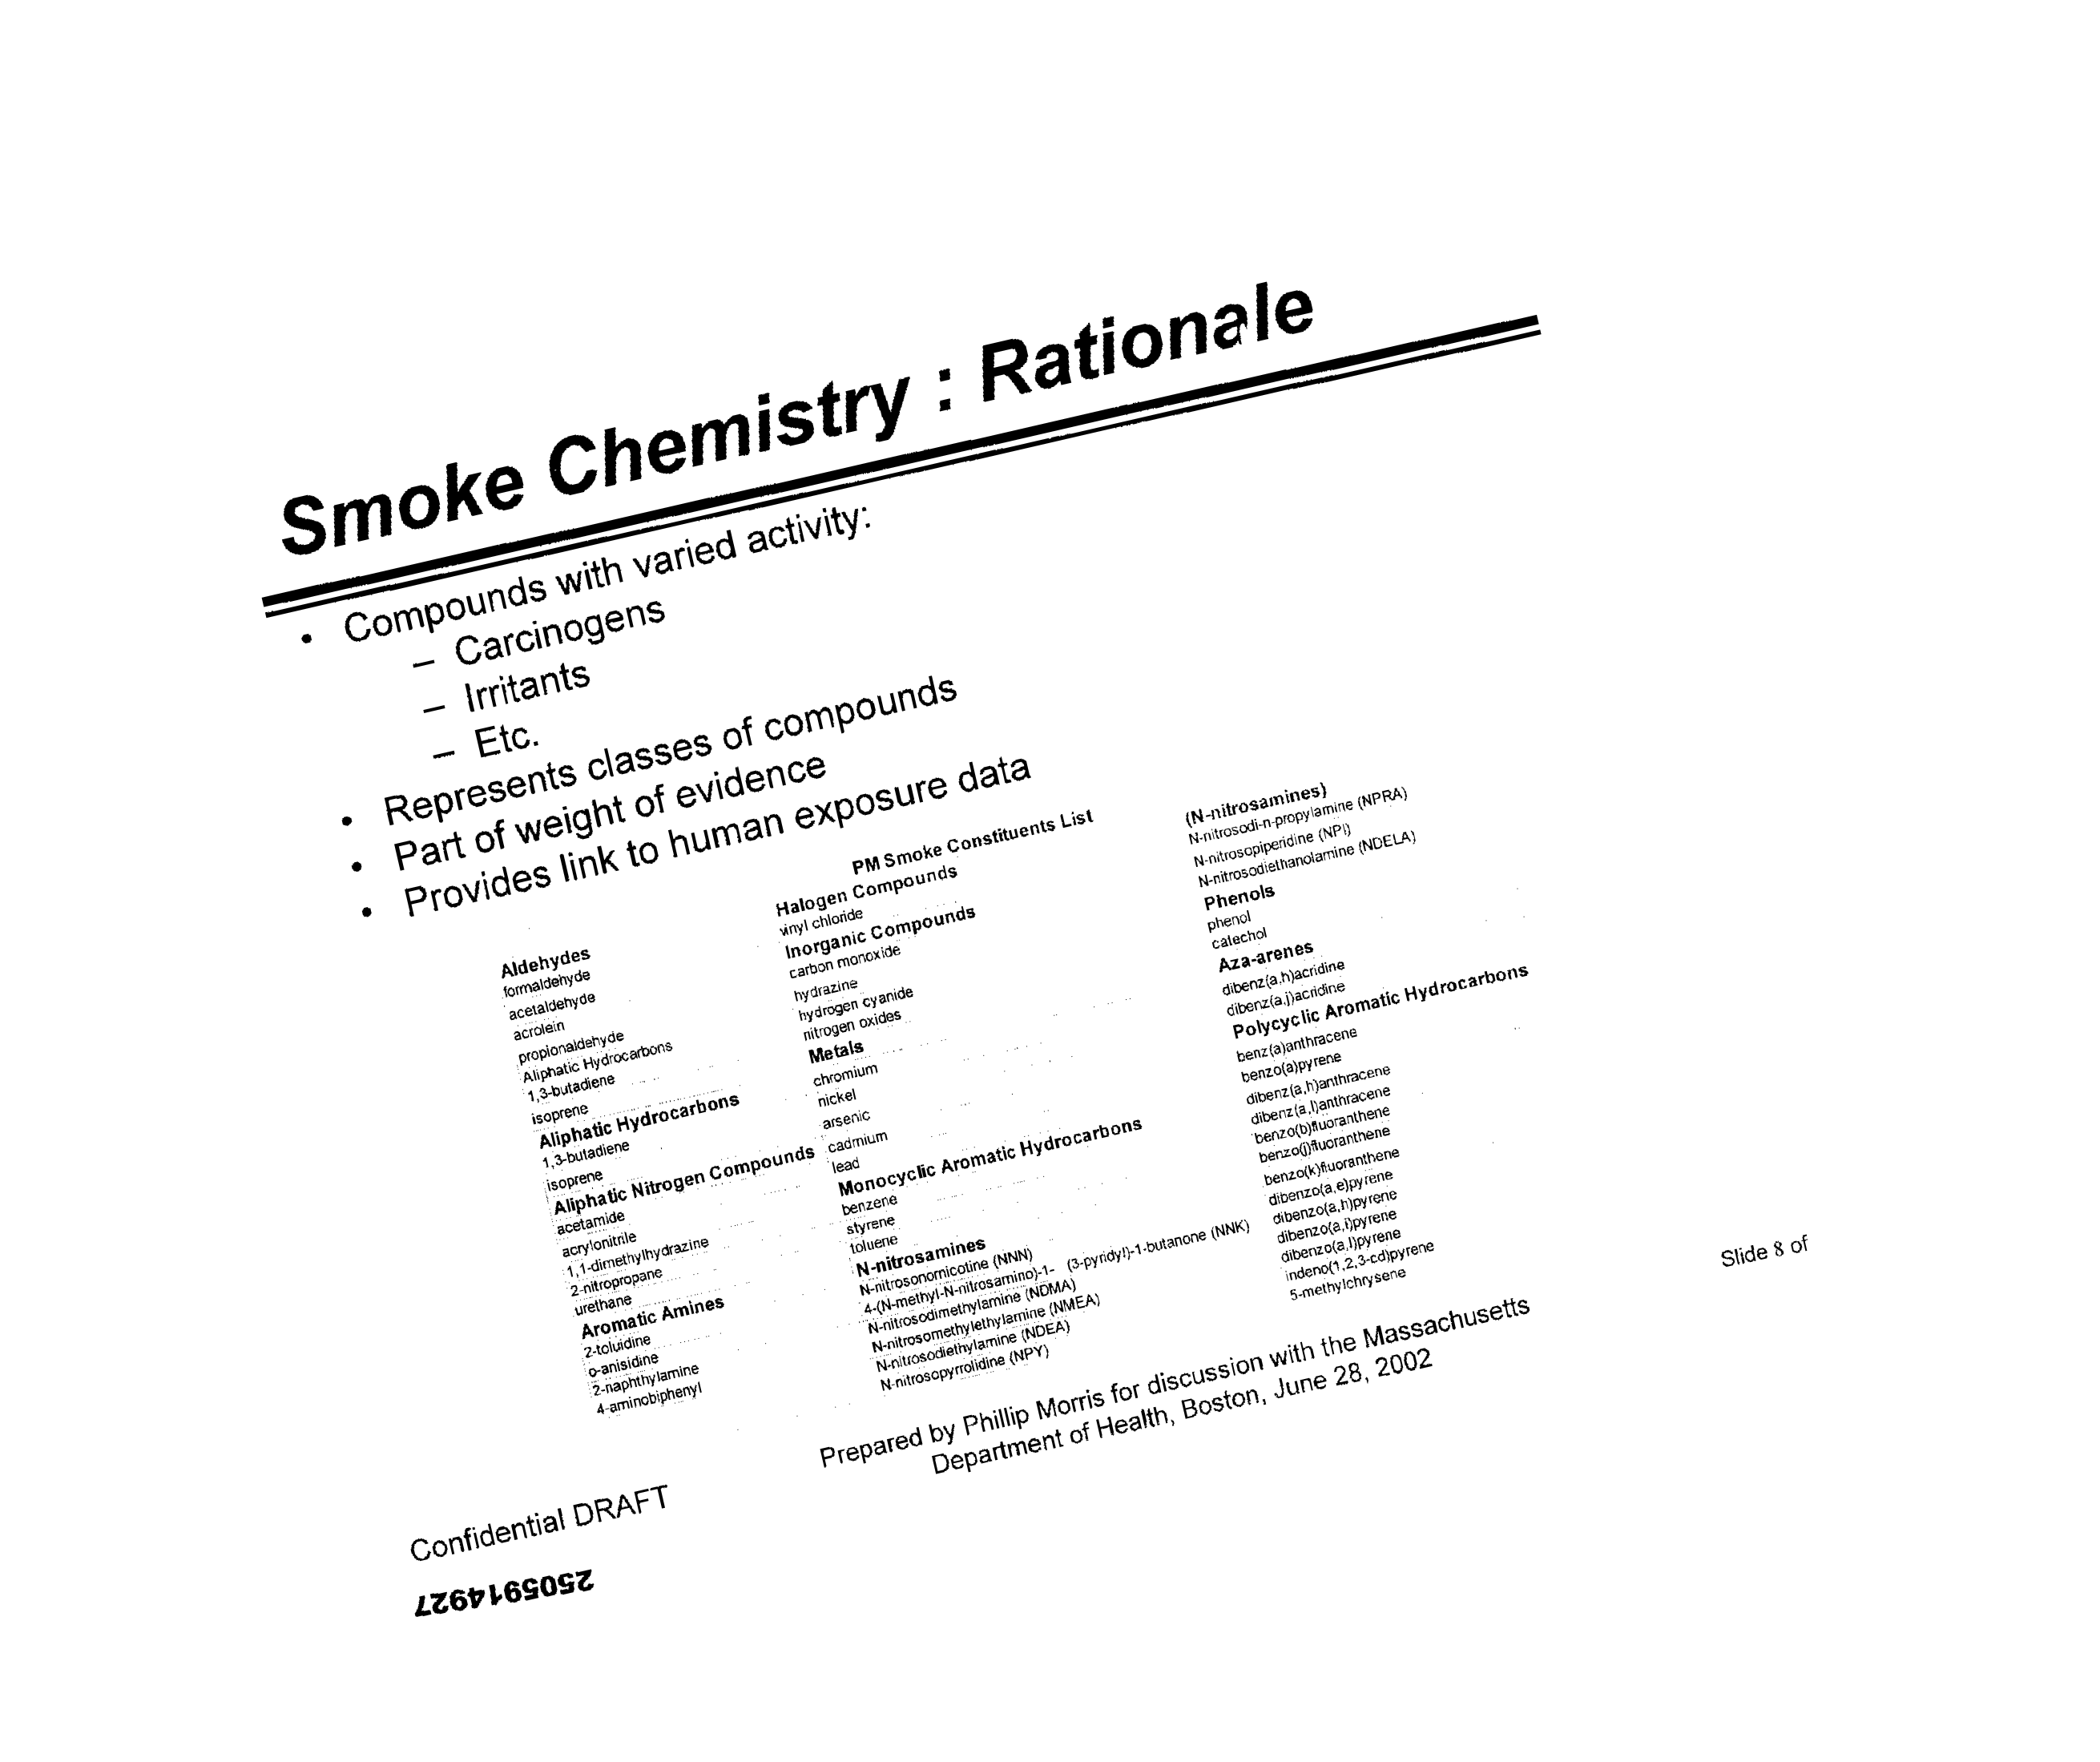 Smoke Chemistry : Rationale
• Compounds with varied activity:
– Carcinogens
– Irritants
– Etc.
• Represents classes of compounds
• Part of weight of evidence
• Provides link to human exposure data
PM Smoke Constituents List
Aldehydes
formaldehyde
acetaldehyde
acrolein
propionaldehyde
Aliphatic Hydrocarbons
1,3-butadiene
isoprene
Aliphatic Hydrocarbons
1,3-butadiene
isoprene
Aliphatic Nitrogen Compounds
acetamide
acrylonitrile
1,1-dimethylhydrazine
2-nitropropane
urethane
Aromatic Amines
2-toluidine
o-anisidine
2-naphthylamine
4-aminobiphenyl
Halogen Compounds
vinyl chloride
Inorganic Compounds
carbon monoxide
hydrazine
hydrogen cyanide
nitrogen oxides
Metals
chromium
nickel
arsenic
cadmium
lead
Monocyclic Aromatic Hydrocarbons
benzene
styrene
toluene
N-nitrosamines
N-nitrosonornicotine (NNN)
4-(N-methyl-N-nitrosamino)-1- (3-pyridy!)-1-butanone (NNK)
N-nitrosodimethylamine (NDMA)
N-nitrosomethylethylamine (NMEA)
N-nitrosodiethylamine (NDEA)
N-nitrosopyrrolidine (NPY)
(N-nitrosamines)
N-nitrosodi-n-propylamine (NPRA)
N-nitrosopiperidine (NPI)
N-nitrosodiethanolamine (NDELA)
Phenols
phenol
catechol
Aza-arenes
dibenz(a,h)acridine
dibenz(a,j)acridine
Polycyclic Aromatic Hydrocarbons
benz(a)anthracene
benzo(a)pyrene
dibenz(a,h)anthracene
dibenz(a,l)anthracene
benzo(b)fluoranthene
benzo(j)fluoranthene
benzo(k)fluoranthene
dibenzo(a,e)pyrene
dibenzo(a,h)pyrene
dibenzo(a,i)pyrene
dibenzo(a,l)pyrene
indeno(1,2,3-cd)pyrene
5-methylchrysene
Slide 8 of
Prepared by Phillip Morris for discussion with the Massachusetts
Department of Health, Boston, June 28, 2002
Confidential DRAFT
2505914927